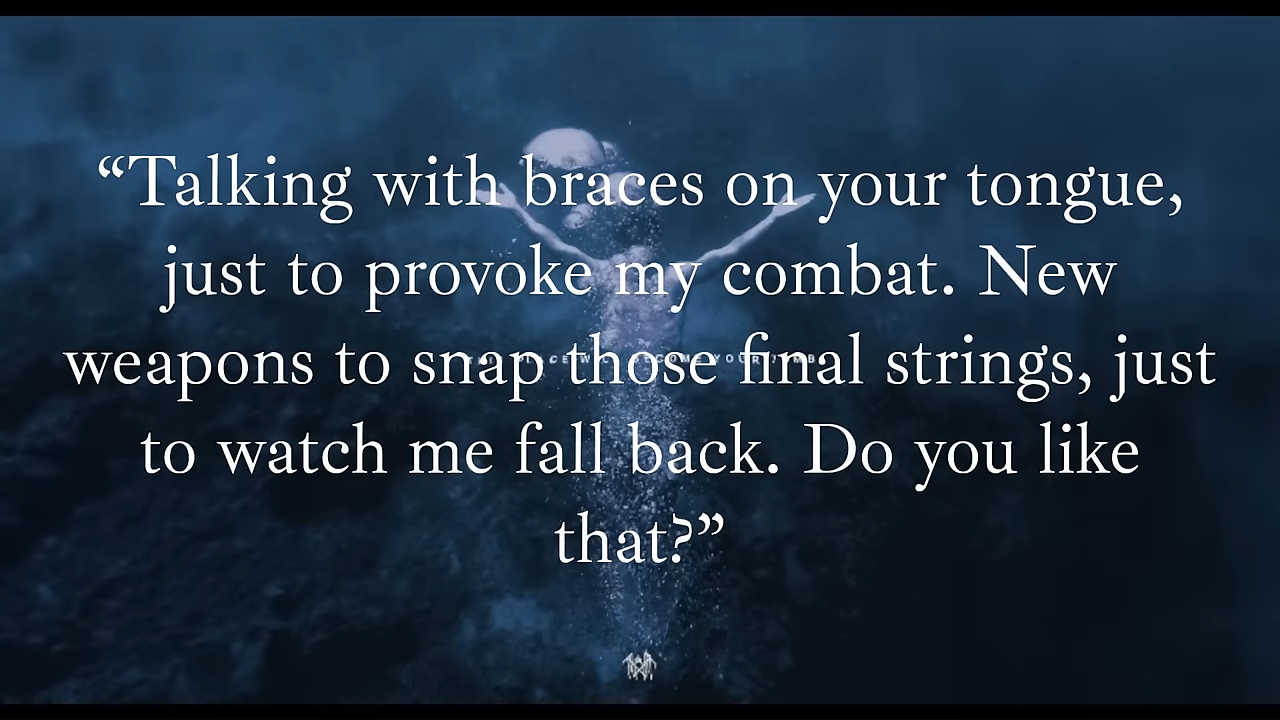 “Talking with braces on your tongue,
just to provoke my combat. New
weapons to snap those final strings, just
to watch me fall back. Do you like
that?”